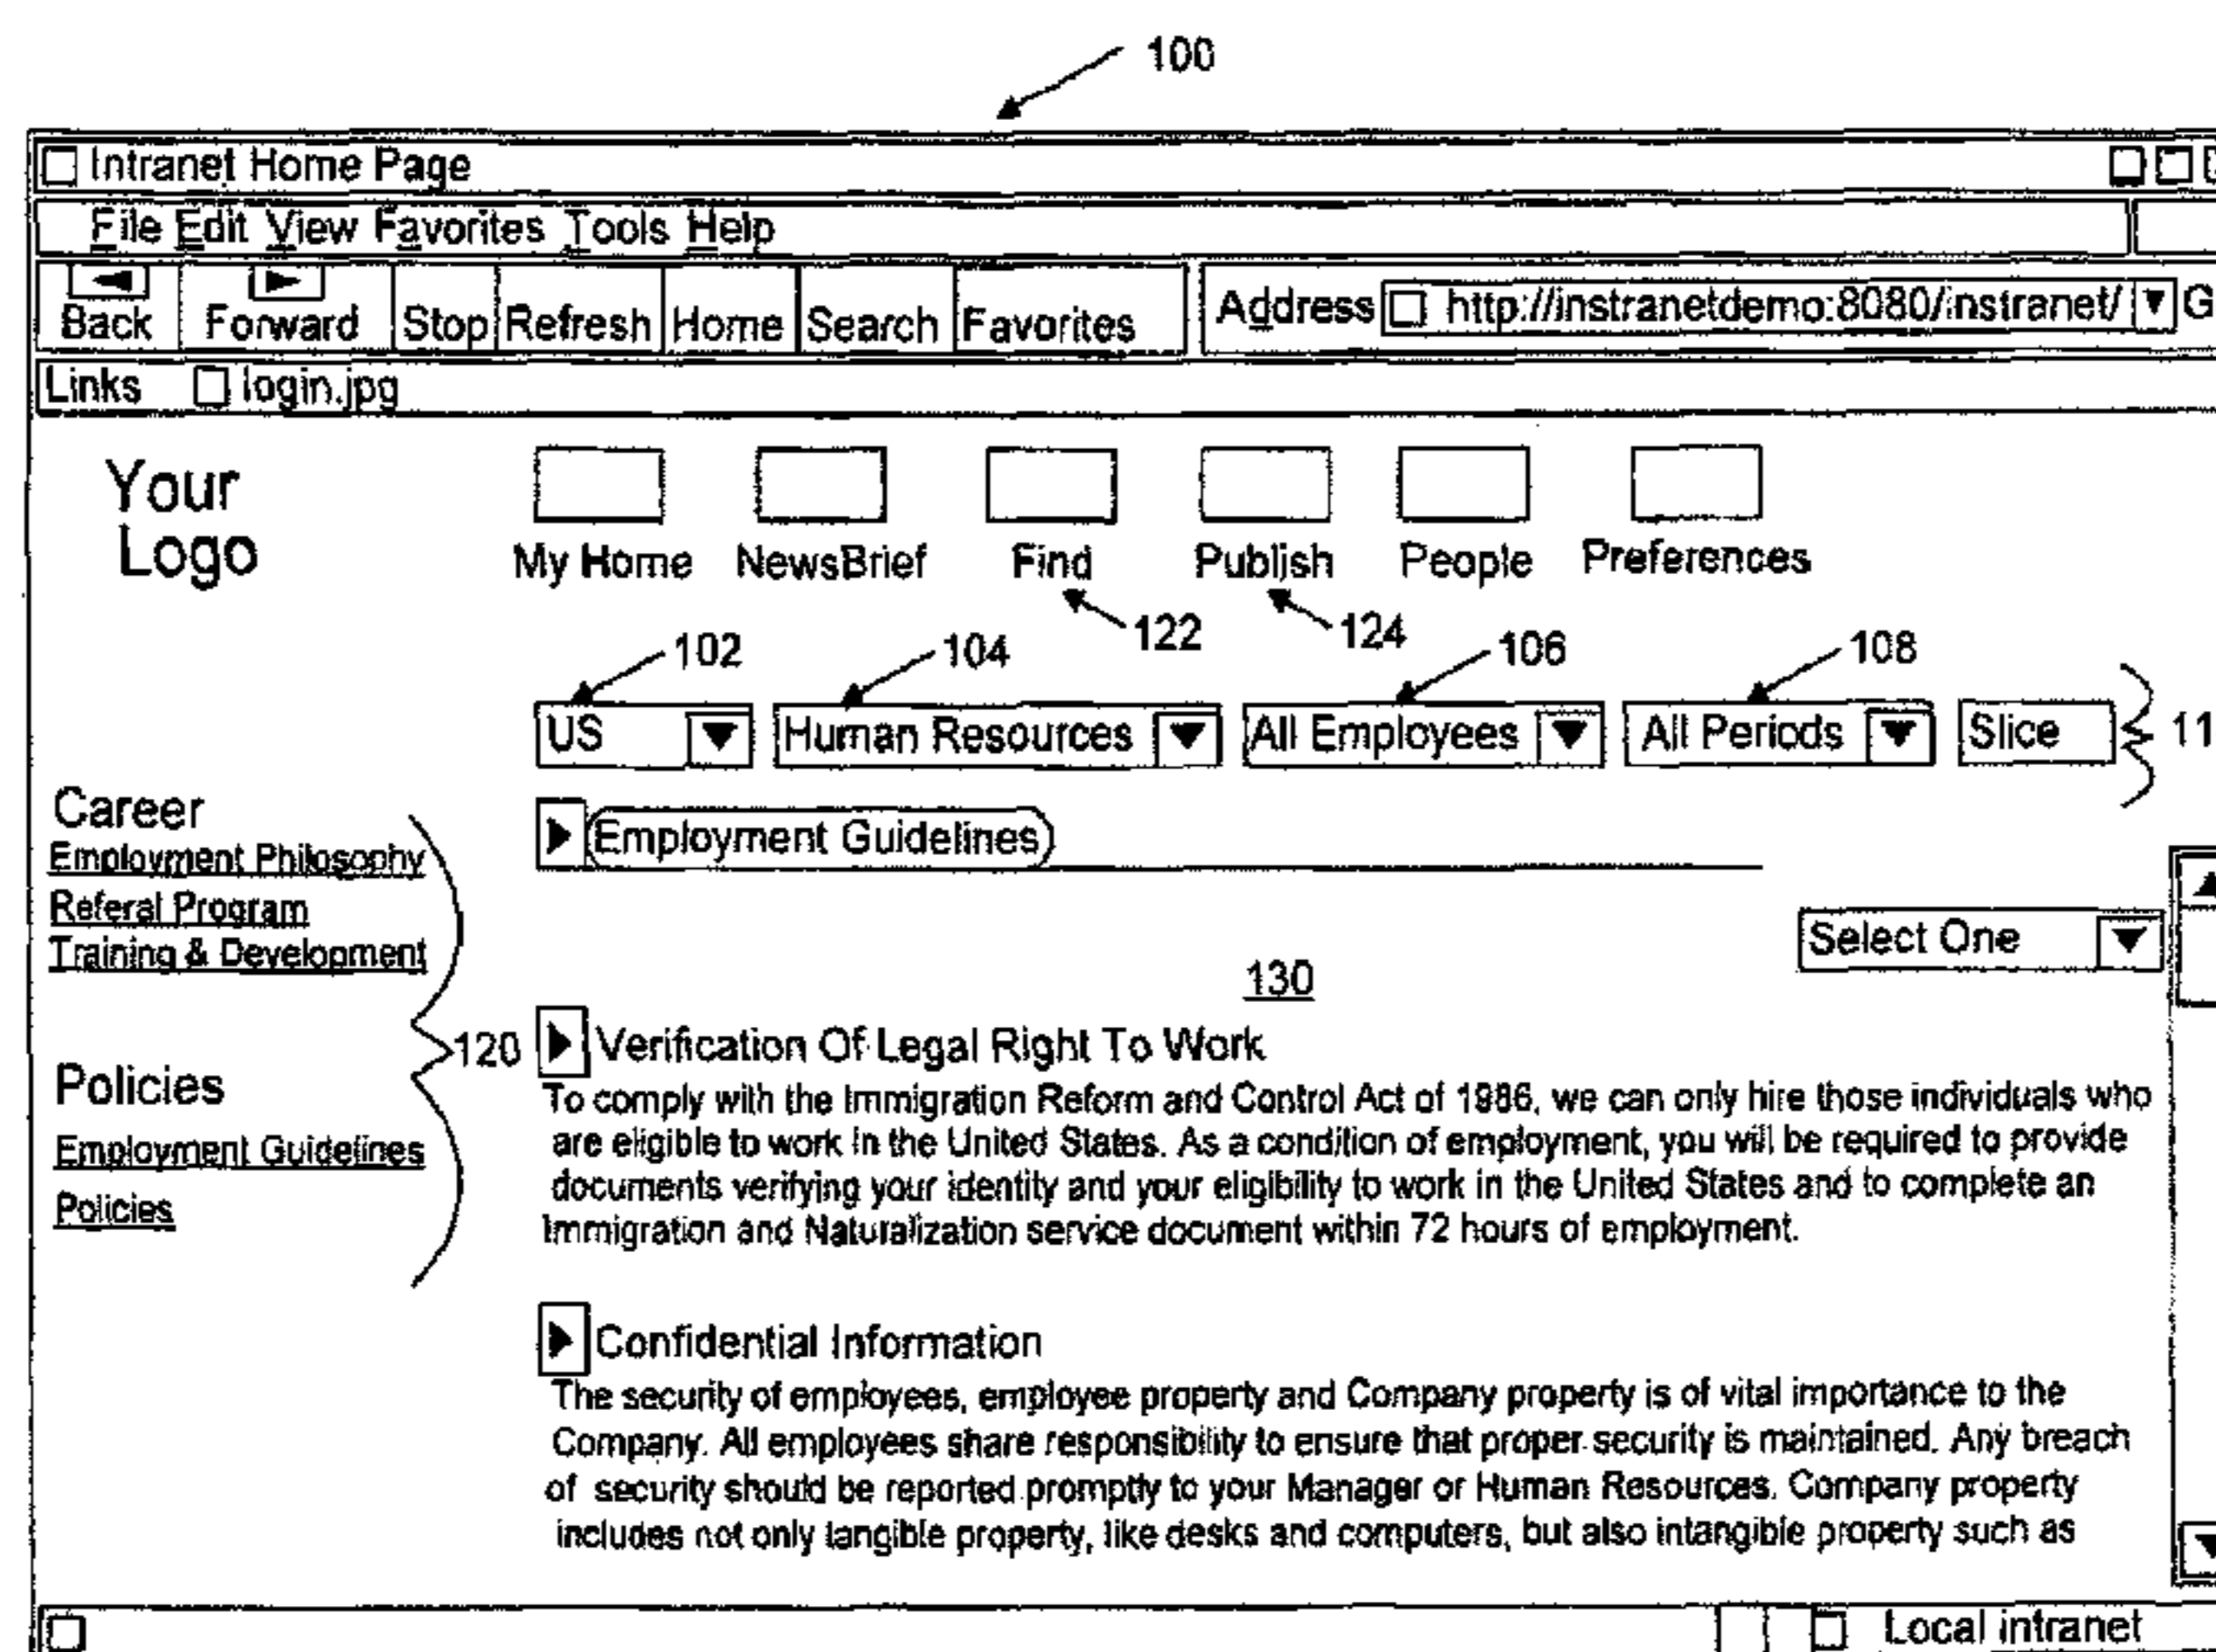 100
Intranet Home Page
File Edit View Favorites Tools Help
Back Forward Stop Refresh Home Search Favorites Address http://instranetdemo:8080/instranet/ G
Links login.jpg
Your
Logo
My Home NewsBrief Find Publish People Preferences
122 124
102 104 106 108
US Human Resources All Employees All Periods Slice 11
Career
Employment Guidelines
Employment Philosophy
Referal Program
Training & Development
Select One
130
120
Verification Of Legal Right To Work
Policies
To comply with the Immigration Reform and Control Act of 1986, we can only hire those individuals who
are eligible to work in the United States. As a condition of employment, you will be required to provide
Employment Guidelines
documents verifying your identity and your eligibility to work in the United States and to complete an
Policies
Immigration and Naturalization service document within 72 hours of employment.
Confidential Information
The security of employees, employee property and Company property is of vital importance to the
Company. All employees share responsibility to ensure that proper security is maintained. Any breach
of security should be reported promptly to your Manager or Human Resources. Company property
includes not only tangible property, like desks and computers, but also intangible property such as
Local intranet